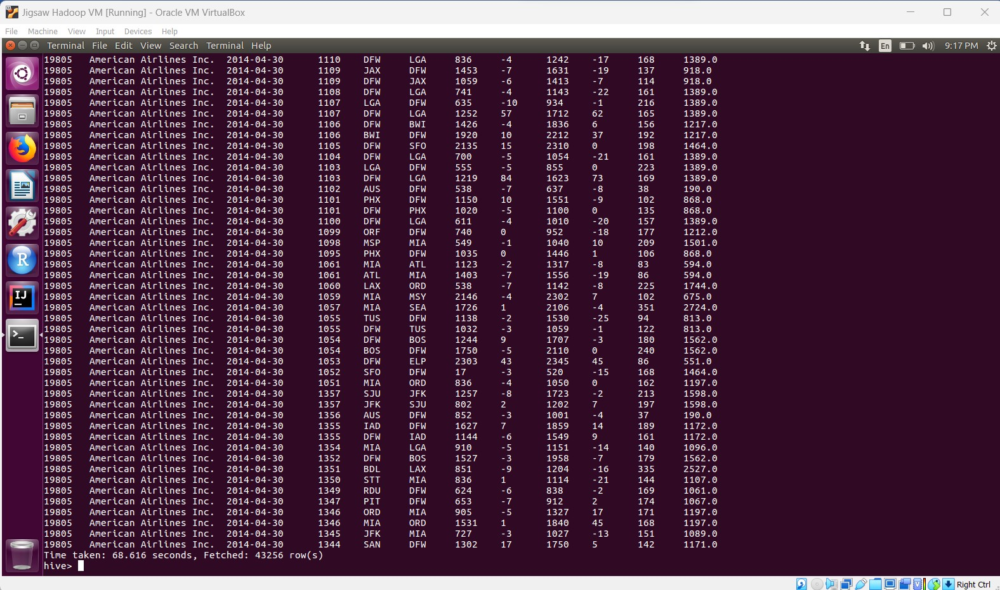 Jigsaw Hadoop VM [Running] - Oracle VM VirtualBox
File Machine View Input Devices Help
Terminal File Edit View Search Terminal Help En 9:17 PM
19805 American Airlines Inc. 2014-04-30 1110 DFW LGA 836 -4 1242 -17 168 1389.0
19805 American Airlines Inc. 2014-04-30 1109 JAX DFW 1453 -7 1631 -19 137 918.0
19805 American Airlines Inc. 2014-04-30 1109 DFW JAX 1059 -6 1413 -7 114 918.0
19805 American Airlines Inc. 2014-04-30 1108 DFW LGA 741 -4 1143 -22 161 1389.0
19805 American Airlines Inc. 2014-04-30 1107 LGA DFW 635 -10 934 -1 216 1389.0
19805 American Airlines Inc. 2014-04-30 1107 DFW LGA 1252 57 1712 62 165 1389.0
19805 American Airlines Inc. 2014-04-30 1106 DFW BWI 1426 -4 1836 6 156 1217.0
19805 American Airlines Inc. 2014-04-30 1106 BWI DFW 1920 10 2212 37 192 1217.0
19805 American Airlines Inc. 2014-04-30 1105 DFW SFO 2135 15 2310 0 198 1464.0
19805 American Airlines Inc. 2014-04-30 1104 DFW LGA 700 -5 1054 -21 161 1389.0
19805 American Airlines Inc. 2014-04-30 1103 LGA DFW 555 -5 855 0 223 1389.0
19805 American Airlines Inc. 2014-04-30 1103 DFW LGA 1219 84 1623 73 169 1389.0
19805 American Airlines Inc. 2014-04-30 1102 AUS DFW 538 -7 637 -8 38 190.0
19805 American Airlines Inc. 2014-04-30 1101 PHX DFW 1150 10 1551 -9 102 868.0
19805 American Airlines Inc. 2014-04-30 1101 DFW PHX 1020 -5 1100 0 135 868.0
19805 American Airlines Inc. 2014-04-30 1100 DFW LGA 611 -4 1010 -20 157 1389.0
19805 American Airlines Inc. 2014-04-30 1099 ORF DFW 740 0 952 -18 177 1212.0
19805 American Airlines Inc. 2014-04-30 1098 MSP MIA 549 -1 1040 10 209 1501.0
19805 American Airlines Inc. 2014-04-30 1095 PHX DFW 1035 0 1446 1 106 868.0
19805 American Airlines Inc. 2014-04-30 1061 MIA ATL 1123 -2 1317 -8 83 594.0
19805 American Airlines Inc. 2014-04-30 1061 ATL MIA 1403 -7 1556 -19 86 594.0
19805 American Airlines Inc. 2014-04-30 1060 LAX ORD 538 -7 1142 -8 225 1744.0
19805 American Airlines Inc. 2014-04-30 1059 MIA MSY 2146 -4 2302 7 102 675.0
19805 American Airlines Inc. 2014-04-30 1057 MIA SEA 1726 1 2106 -4 351 2724.0
19805 American Airlines Inc. 2014-04-30 1055 TUS DFW 1138 -2 1530 -25 94 813.0
19805 American Airlines Inc. 2014-04-30 1055 DFW TUS 1032 -3 1059 -1 122 813.0
19805 American Airlines Inc. 2014-04-30 1054 DFW BOS 1244 9 1707 -3 180 1562.0
19805 American Airlines Inc. 2014-04-30 1054 BOS DFW 1750 -5 2110 0 240 1562.0
19805 American Airlines Inc. 2014-04-30 1053 DFW ELP 2303 43 2345 45 86 551.0
19805 American Airlines Inc. 2014-04-30 1052 SFO DFW 17 -3 520 -15 168 1464.0
19805 American Airlines Inc. 2014-04-30 1051 MIA ORD 836 -4 1050 0 162 1197.0
19805 American Airlines Inc. 2014-04-30 1357 SJU JFK 1257 -8 1723 -2 213 1598.0
19805 American Airlines Inc. 2014-04-30 1357 JFK SJU 802 2 1202 7 197 1598.0
19805 American Airlines Inc. 2014-04-30 1356 AUS DFW 852 -3 1001 -4 37 190.0
19805 American Airlines Inc. 2014-04-30 1355 IAD DFW 1627 7 1859 14 189 1172.0
19805 American Airlines Inc. 2014-04-30 1355 DFW IAD 1144 -6 1549 9 161 1172.0
19805 American Airlines Inc. 2014-04-30 1354 MIA LGA 910 -5 1151 -14 140 1096.0
19805 American Airlines Inc. 2014-04-30 1352 DFW BOS 1527 -3 1958 -7 179 1562.0
19805 American Airlines Inc. 2014-04-30 1351 BDL LAX 851 -9 1204 -16 335 2527.0
19805 American Airlines Inc. 2014-04-30 1350 STT MIA 836 1 1114 -21 144 1107.0
19805 American Airlines Inc. 2014-04-30 1349 RDU DFW 624 -6 838 -2 169 1061.0
19805 American Airlines Inc. 2014-04-30 1347 PIT DFW 653 -7 912 2 174 1067.0
19805 American Airlines Inc. 2014-04-30 1346 ORD MIA 905 -5 1327 17 171 1197.0
19805 American Airlines Inc. 2014-04-30 1346 MIA ORD 1531 1 1840 45 168 1197.0
19805 American Airlines Inc. 2014-04-30 1345 JFK MIA 727 -3 1027 -13 151 1089.0
19805 American Airlines Inc. 2014-04-30 1344 SAN DFW 1302 17 1750 5 142 1171.0
Time taken: 68.616 seconds, Fetched: 43256 row(s)
hive>
R
IJ
Right Ctrl